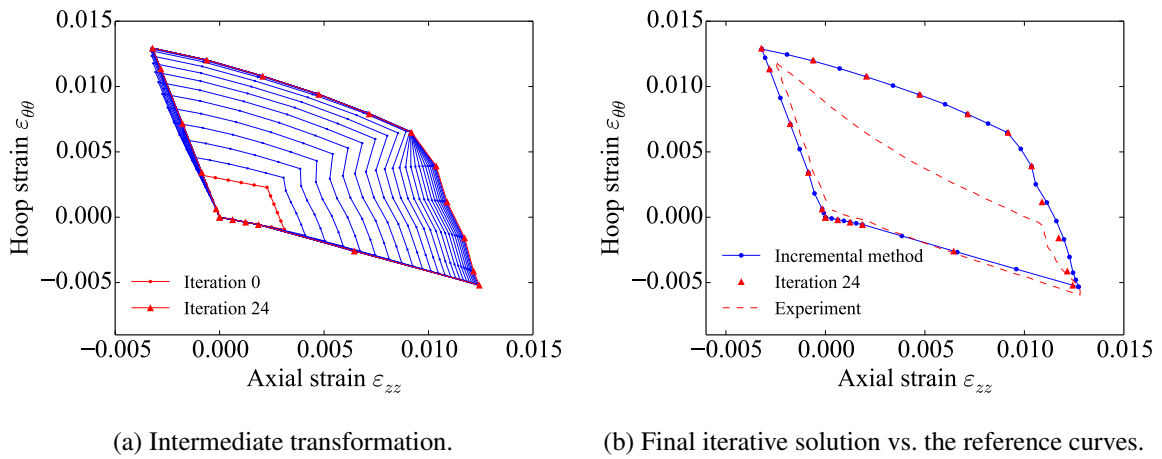 0.015
0.010
0.005
0.000
−0.005
Hoop strain εθθ
Iteration 0
Iteration 24
−0.005 0.000 0.005 0.010 0.015
Axial strain εzz
(a) Intermediate transformation.
0.015
0.010
0.005
0.000
−0.005
Hoop strain εθθ
Incremental method
Iteration 24
Experiment
−0.005 0.000 0.005 0.010 0.015
Axial strain εzz
(b) Final iterative solution vs. the reference curves.